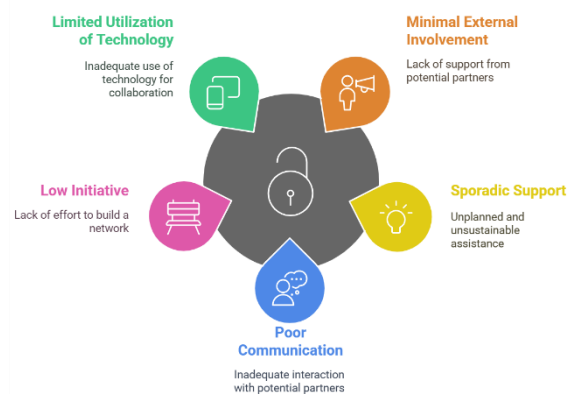 Limited Utilization
of Technology
Inadequate use of
technology for
collaboration
Minimal External
Involvement
Lack of support from
potential partners
Low Initiative
Lack of effort to build a
network
Sporadic Support
Unplanned and
unsustainable
assistance
Poor
Communication
Inadequate interaction
with potential partners